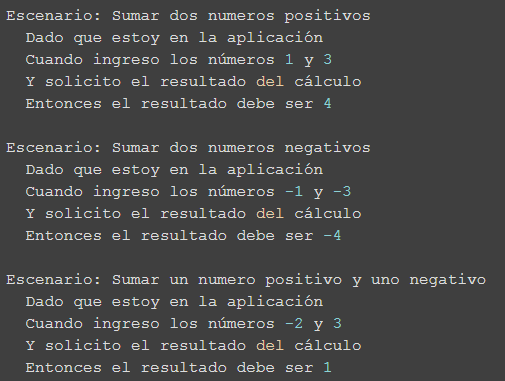 Escenario: Sumar dos numeros positivos
Dado que estoy en la aplicación
Cuando ingreso los números 1 y 3
Y solicito el resultado del cálculo
Entonces el resultado debe ser 4
Escenario: Sumar dos numeros negativos
Dado que estoy en la aplicación
Cuando ingreso los números -1 y -3
Y solicito el resultado del cálculo
Entonces el resultado debe ser -4
Escenario: Sumar un numero positivo y uno negativo
Dado que estoy en la aplicación
Cuando ingreso los números -2 y 3
Y solicito el resultado del cálculo
Entonces el resultado debe ser 1